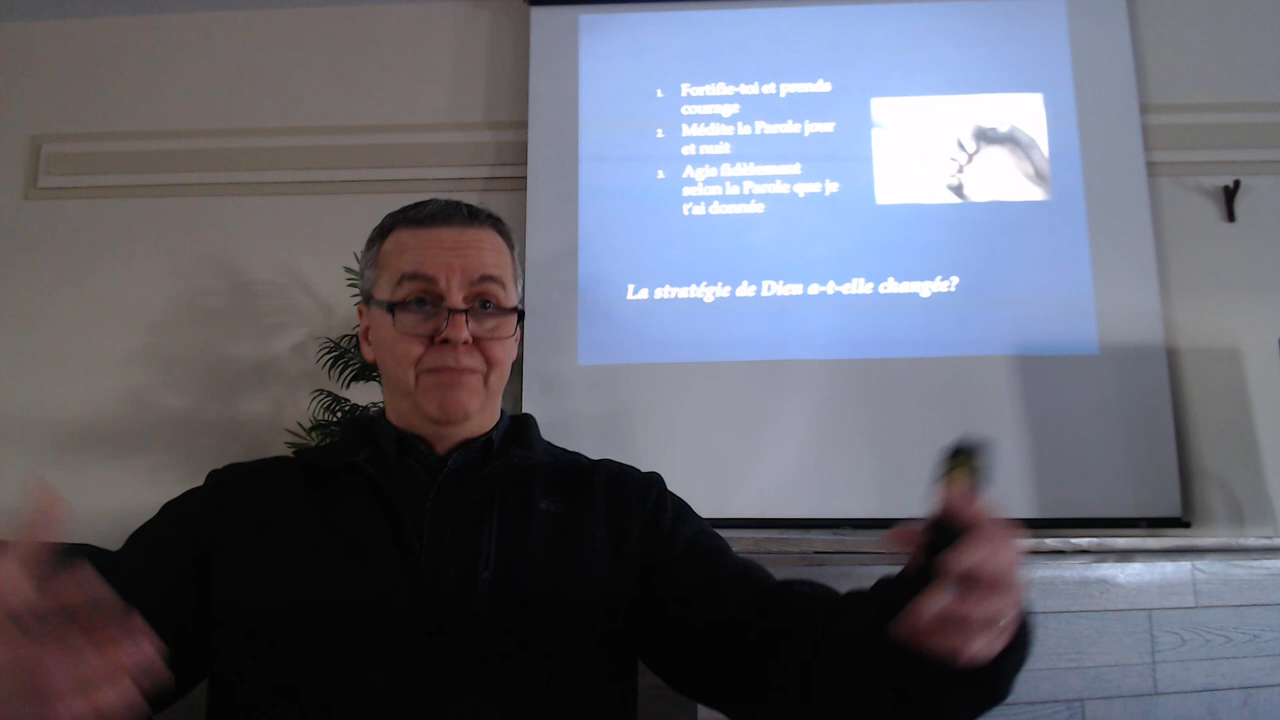 1. Fortifie-toi et prends
courage
2. Médite la Parole jour
et nuit
3. Agis fidèlement
selon la Parole que je
t'ai donnée
La stratégie de Dieu a-t-elle changée?